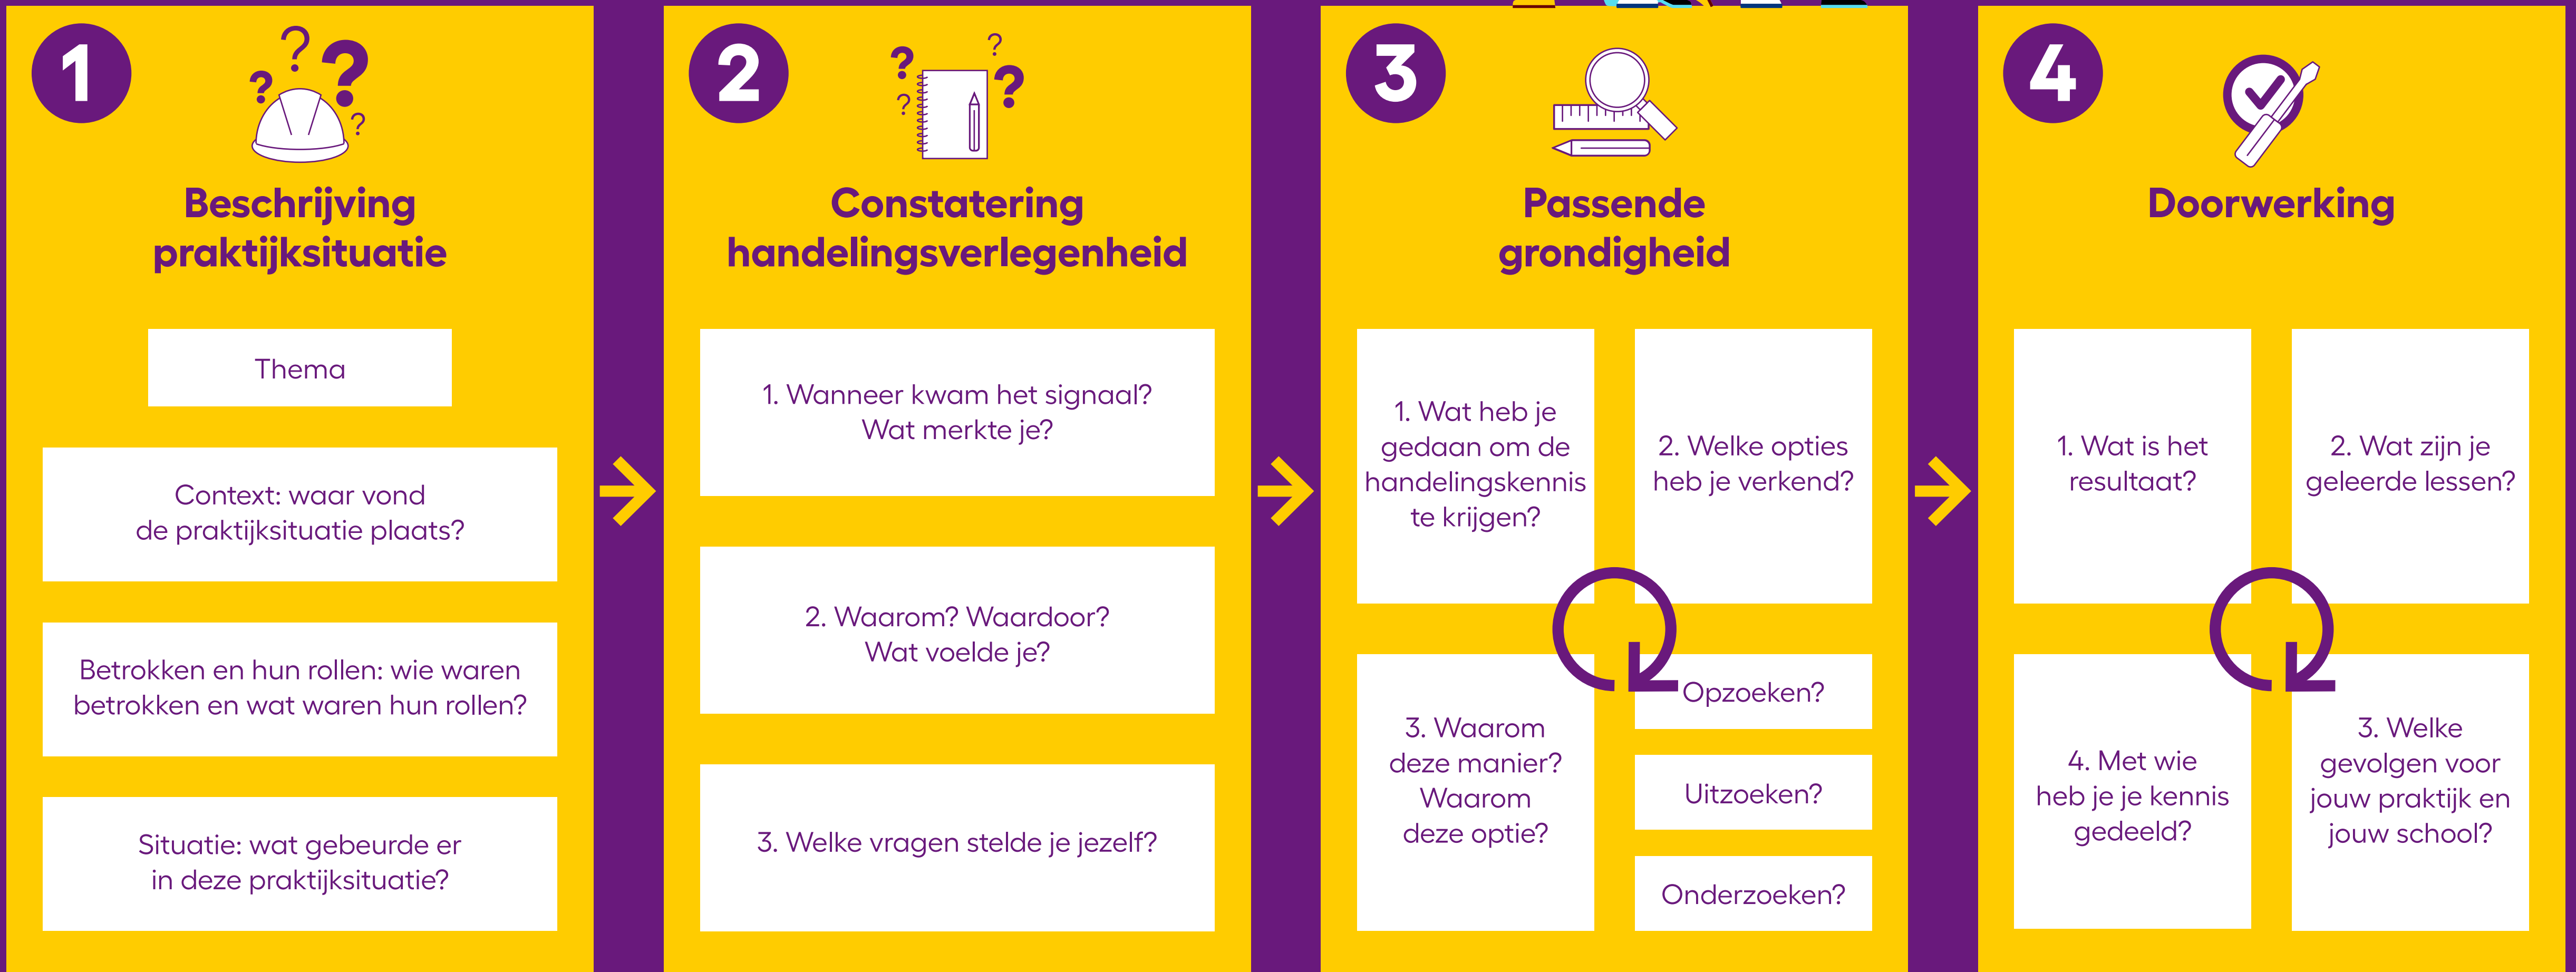 1
?
?
?
?
Beschrijving
praktijksituatie
Thema
Context: waar vond
de praktijksituatie plaats?
Betrokken en hun rollen: wie waren
betrokken en wat waren hun rollen?
Situatie: wat gebeurde er
in deze praktijksituatie?
2
?
?
?
?
Constatering
handelingsverlegenheid
1. Wanneer kwam het signaal?
Wat merkte je?
2. Waarom? Waardoor?
Wat voelde je?
3. Welke vragen stelde je jezelf?
3
Passende
grondigheid
1. Wat heb je
gedaan om de
handelingskennis
te krijgen?
2. Welke opties
heb je verkend?
Opzoeken?
Uitzoeken?
Onderzoeken?
3. Waarom
deze manier?
Waarom
deze optie?
4
Doorwerking
1. Wat is het
resultaat?
2. Wat zijn je
geleerde lessen?
3. Welke
gevolgen voor
jouw praktijk en
jouw school?
4. Met wie
heb je je kennis
gedeeld?